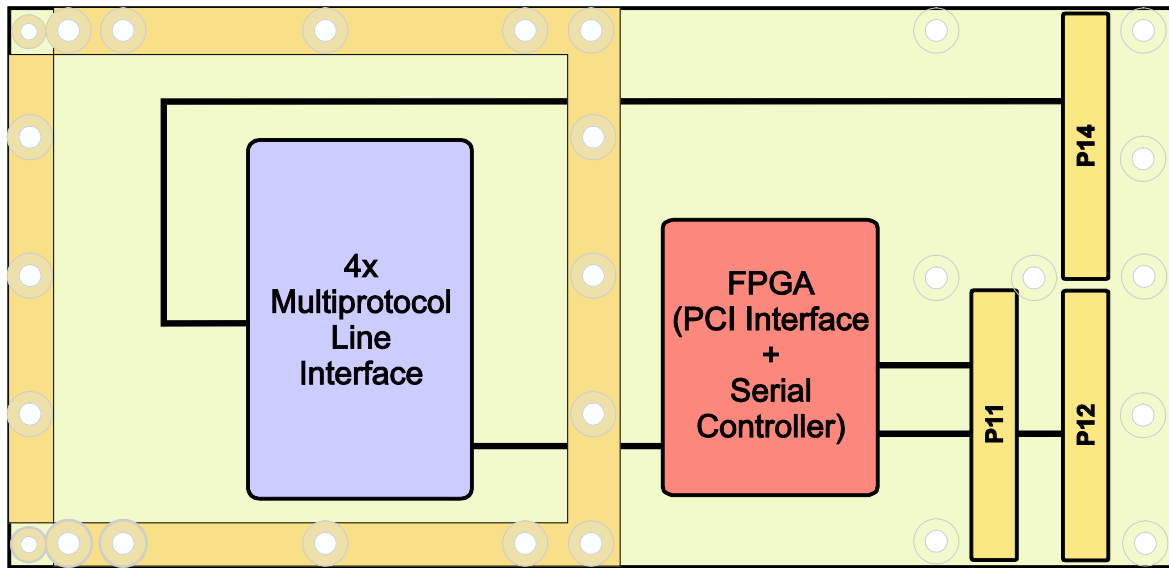 4x
Multiprotocol
Line
Interface
FPGA
(PCI Interface
+
Serial
Controller)
P14
P11
P12